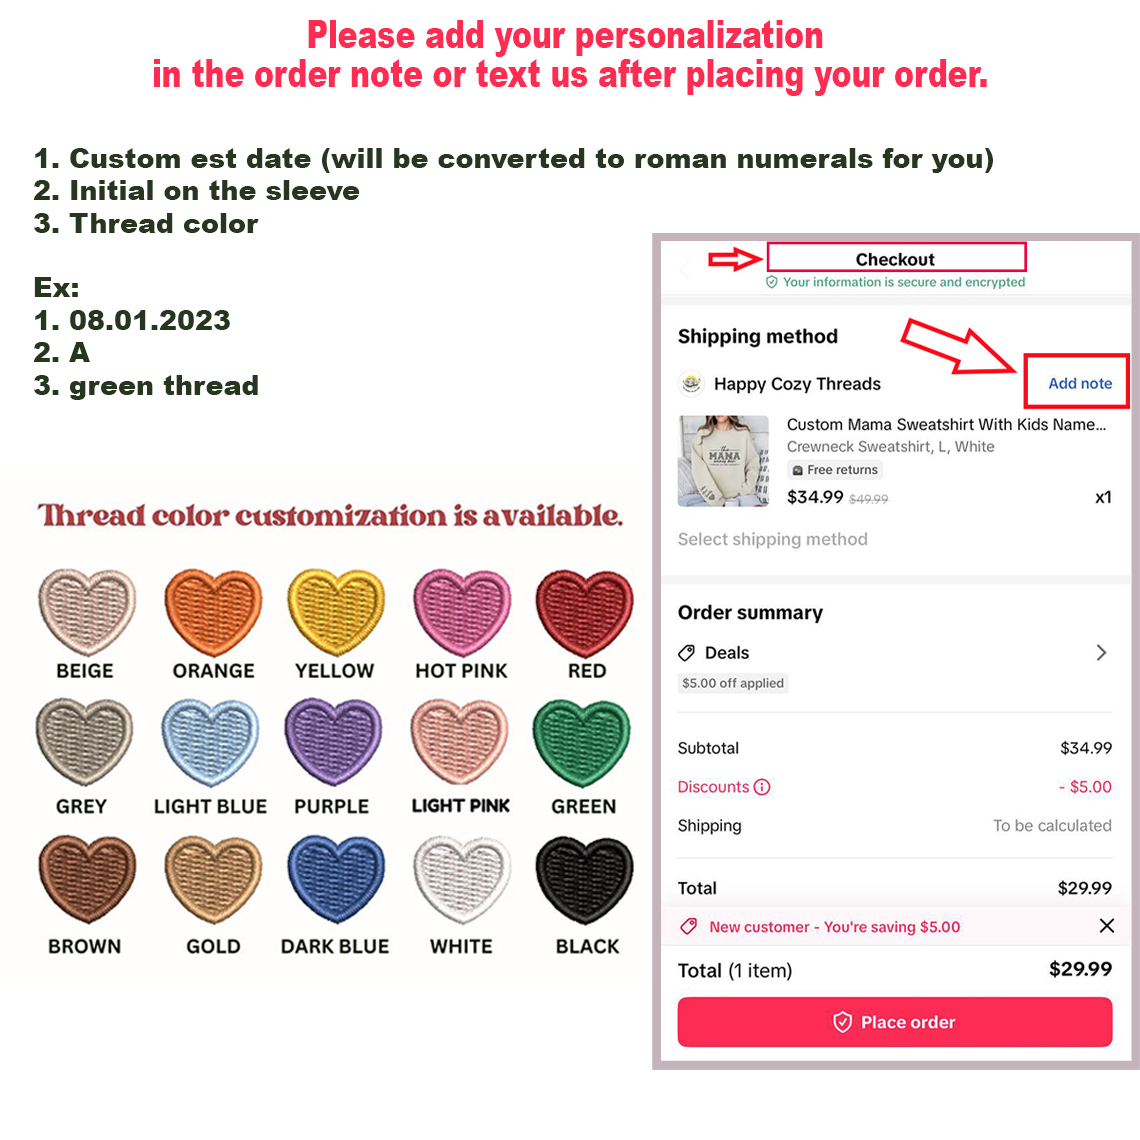 Please add your personalization
in the order note or text us after placing your order.
1. Custom est date (will be converted to roman numerals for you)
2. Initial on the sleeve
3. Thread color
Ex:
1. 08.01.2023
2. A
3. green thread
Thread color customization is available.
BEIGE ORANGE YELLOW HOT PINK RED
GREY LIGHT BLUE PURPLE LIGHT PINK GREEN
BROWN GOLD DARK BLUE WHITE BLACK
Checkout
Your information is secure and encrypted
Shipping method
Happy Cozy Threads Add note
Custom Mama Sweatshirt With Kids Name...
Crewneck Sweatshirt, L, White
Free returns
$34.99 $49.99 x1
MAMA
Select shipping method
Order summary
Deals
$5.00 off applied
Subtotal $34.99
Discounts - $5.00
Shipping To be calculated
Total $29.99
New customer - You're saving $5.00
Total (1 item) $29.99
Place order